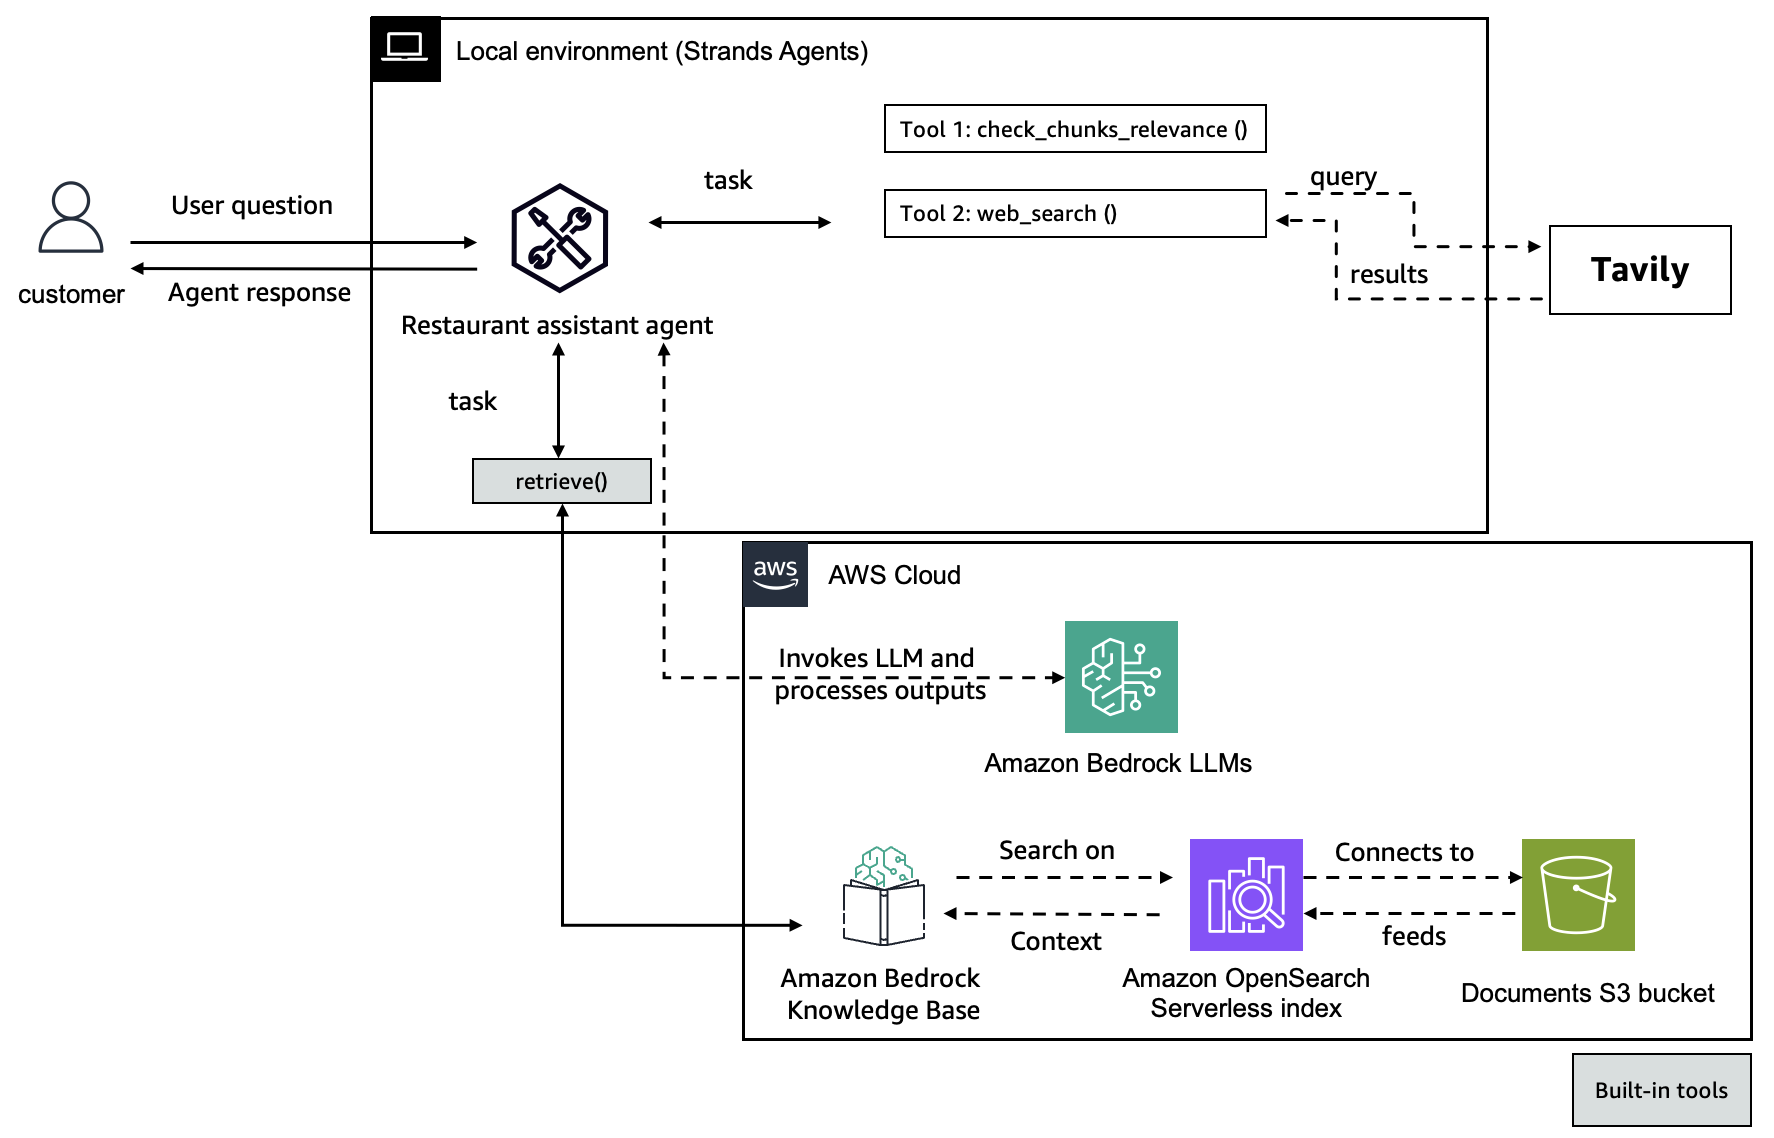 Local environment (Strands Agents)
Tool 1: check_chunks_relevance ()
task
query
User question
Tool 2: web_search ()
Tavily
results
customer
Agent response
Restaurant assistant agent
task
retrieve()
aws
AWS Cloud
Invokes LLM and
processes outputs
Amazon Bedrock LLMs
Search on
Connects to
Context
feeds
Amazon Bedrock
Knowledge Base
Amazon OpenSearch
Serverless index
Documents S3 bucket
Built-in tools